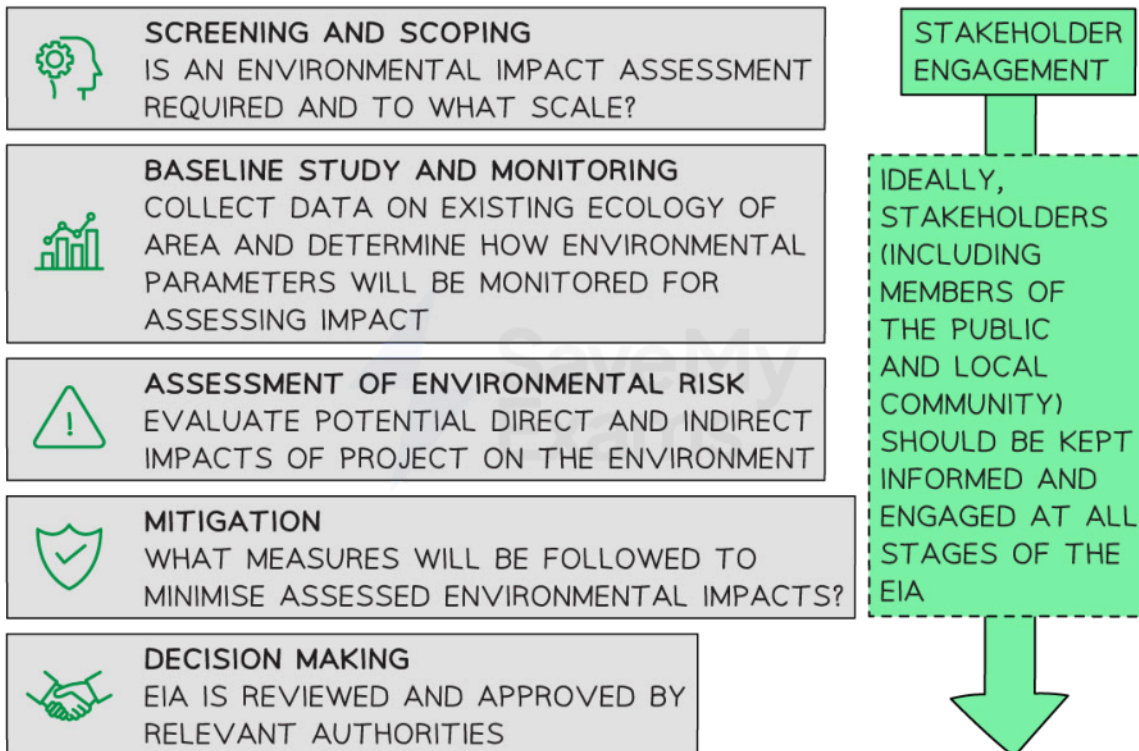 SCREENING AND SCOPING
IS AN ENVIRONMENTAL IMPACT ASSESSMENT
REQUIRED AND TO WHAT SCALE?
BASELINE STUDY AND MONITORING
COLLECT DATA ON EXISTING ECOLOGY OF
AREA AND DETERMINE HOW ENVIRONMENTAL
PARAMETERS WILL BE MONITORED FOR
ASSESSING IMPACT
ASSESSMENT OF ENVIRONMENTAL RISK
EVALUATE POTENTIAL DIRECT AND INDIRECT
IMPACTS OF PROJECT ON THE ENVIRONMENT
MITIGATION
WHAT MEASURES WILL BE FOLLOWED TO
MINIMISE ASSESSED ENVIRONMENTAL IMPACTS?
DECISION MAKING
EIA IS REVIEWED AND APPROVED BY
RELEVANT AUTHORITIES
STAKEHOLDER
ENGAGEMENT
IDEALLY,
STAKEHOLDERS
(INCLUDING
MEMBERS OF
THE PUBLIC
AND LOCAL
COMMUNITY)
SHOULD BE KEPT
INFORMED AND
ENGAGED AT ALL
STAGES OF THE
EIA
SaveMy
Exams